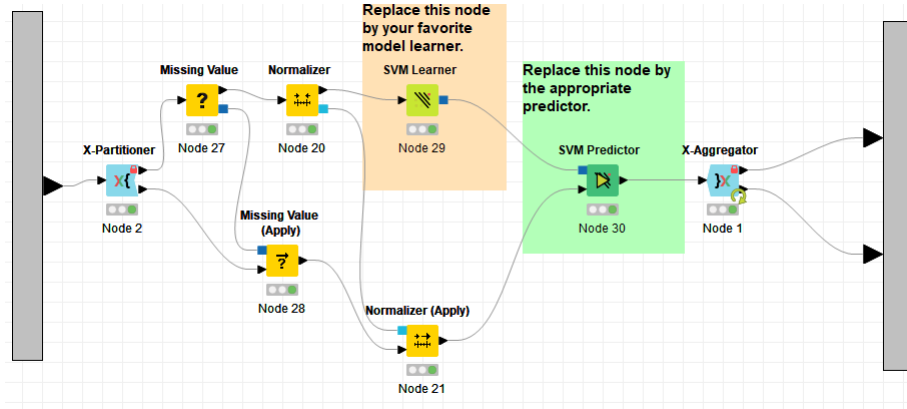 Replace this node
by your favorite
model learner.
Missing Value
Normalizer
SVM Learner
Replace this node by
the appropriate
predictor.
?
Node 27
Node 20
Node 29
X-Partitioner
SVM Predictor
X-Aggregator
X{
}X
Node 2
Missing Value
(Apply)
Node 30
Node 1
?
Node 28
Normalizer (Apply)
Node 21